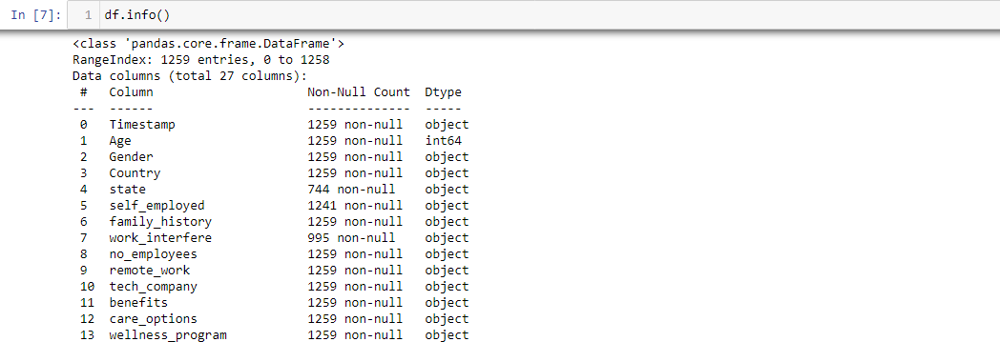 In [7]: 1 df.info()
<class 'pandas.core.frame.DataFrame'>
RangeIndex: 1259 entries, 0 to 1258
Data columns (total 27 columns):
 #   Column                     Non-Null Count  Dtype
---  ------                     --------------  -----
 0   Timestamp                  1259 non-null   object
 1   Age                        1259 non-null   int64
 2   Gender                     1259 non-null   object
 3   Country                    1259 non-null   object
 4   state                      744 non-null    object
 5   self_employed              1241 non-null   object
 6   family_history             1259 non-null   object
 7   work_interfere             995 non-null    object
 8   no_employees               1259 non-null   object
 9   remote_work                1259 non-null   object
 10  tech_company               1259 non-null   object
 11  benefits                   1259 non-null   object
 12  care_options               1259 non-null   object
 13  wellness_program           1259 non-null   object